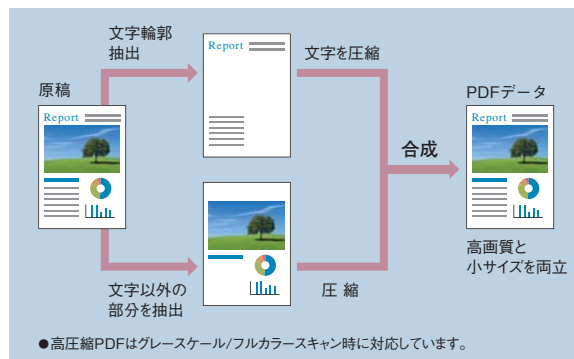 文字輪郭
抽出
Report
文字を圧縮
原稿
Report
PDFデータ
Report
合成
高画質と
小サイズを両立
文字以外の
部分を抽出
圧 縮
●高圧縮PDFはグレースケール/フルカラースキャン時に対応しています。